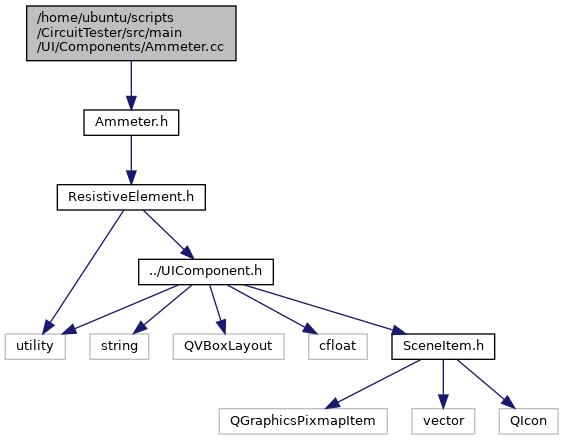 /home/ubuntu/scripts
/CircuitTester/src/main
/UI/Components/Ammeter.cc
Ammeter.h
ResistiveElement.h
../UIComponent.h
utility
string
QVBoxLayout
cfloat
SceneItem.h
QGraphicsPixmapItem
vector
QIcon